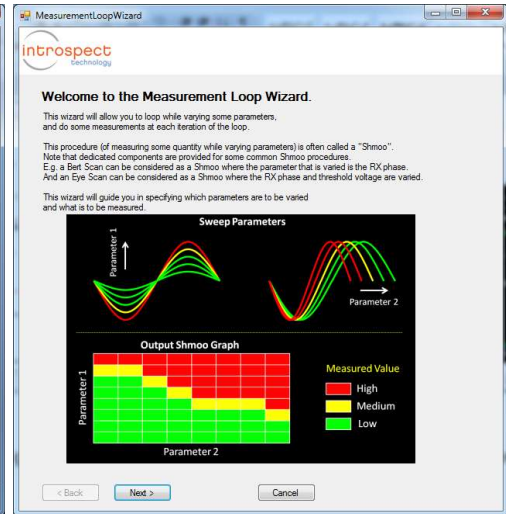 MeasurementLoopWizard
introspect
technology
Welcome to the Measurement Loop Wizard.
This wizard will allow you to loop while varying some parameters,
and do some measurements at each iteration of the loop.
This procedure (of measuring some quantity while varying parameters) is often called a "Shmoo".
Note that dedicated components are provided for some common Shmoo procedures.
E.g. a Bert Scan can be considered as a Shmoo where the parameter that is varied is the RX phase.
And an Eye Scan can be considered as a Shmoo where the RX phase and threshold voltage are varied.
This wizard will guide you in specifying which parameters are to be varied
and what is to be measured.
Sweep Parameters
Parameter 1
Parameter 2
Output Shmoo Graph
Parameter 1
Parameter 2
Measured Value
High
Medium
Low
< Back
Next >
Cancel